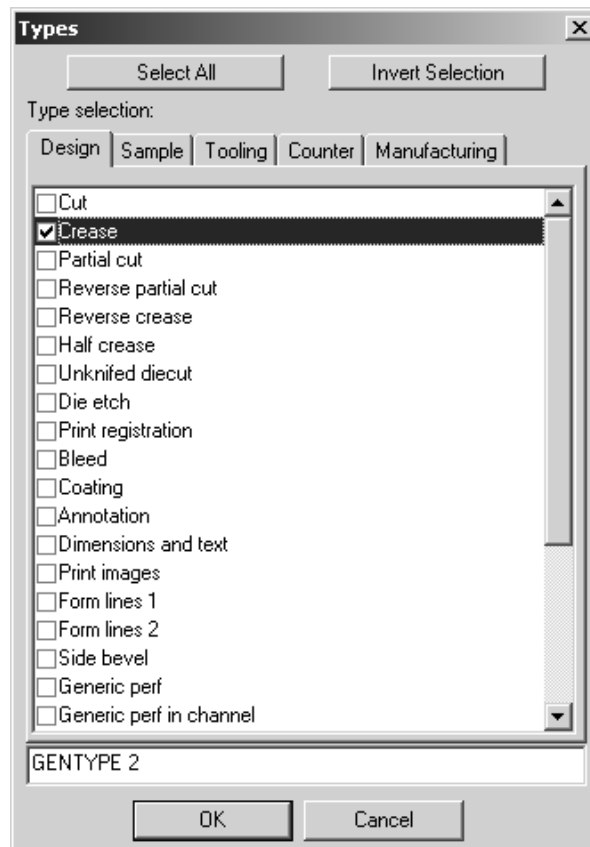 Types
Select All Invert Selection
Type selection:
Design Sample Tooling Counter Manufacturing
Cut
Crease
Partial cut
Reverse partial cut
Reverse crease
Half crease
Unknifed diecut
Die etch
Print registration
Bleed
Coating
Annotation
Dimensions and text
Print images
Form lines 1
Form lines 2
Side bevel
Generic perf
Generic perf in channel
GENTYPE 2
OK Cancel